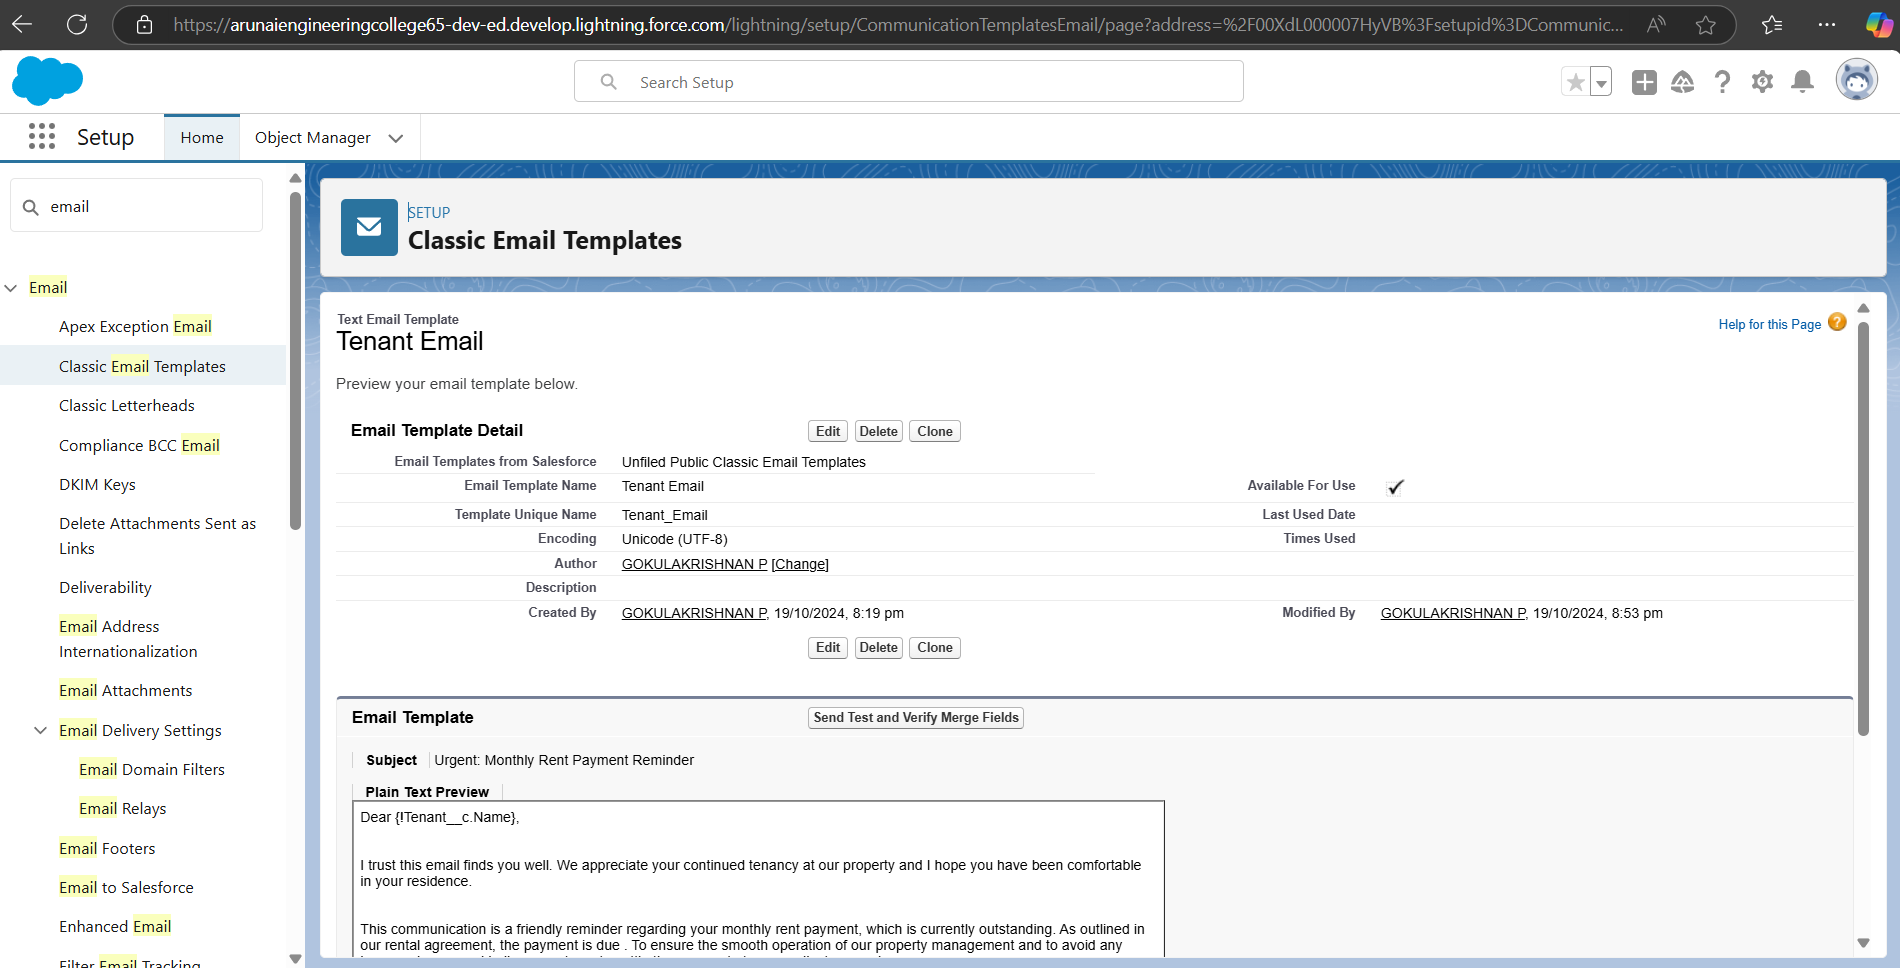 https://arunaiengineeringcollege65-dev-ed.develop.lightning.force.com/lightning/setup/CommunicationTemplatesEmail/page?address=%2F00XdL000007HyVB%3Fsetupid%3DCommunic...
Search Setup
Setup
Home
Object Manager
email
Email
Apex Exception Email
Classic Email Templates
Classic Letterheads
Compliance BCC Email
DKIM Keys
Delete Attachments Sent as
Links
Deliverability
Email Address
Internationalization
Email Attachments
Email Delivery Settings
Email Domain Filters
Email Relays
Email Footers
Email to Salesforce
Enhanced Email
Filter Email Tracking
SETUP
Classic Email Templates
Text Email Template
Tenant Email
Help for this Page ?
Preview your email template below.
Email Template Detail Edit Delete Clone
Email Templates from Salesforce Unfiled Public Classic Email Templates
Email Template Name Tenant Email Available For Use ✓
Template Unique Name Tenant_Email Last Used Date
Encoding Unicode (UTF-8) Times Used
Author GOKULAKRISHNAN P [Change]
Description
Created By GOKULAKRISHNAN P, 19/10/2024, 8:19 pm Modified By GOKULAKRISHNAN P, 19/10/2024, 8:53 pm
Edit Delete Clone
Email Template Send Test and Verify Merge Fields
Subject Urgent: Monthly Rent Payment Reminder
Plain Text Preview
Dear {!Tenant__c.Name},
I trust this email finds you well. We appreciate your continued tenancy at our property and I hope you have been comfortable
in your residence.
This communication is a friendly reminder regarding your monthly rent payment, which is currently outstanding. As outlined in
our rental agreement, the payment is due . To ensure the smooth operation of our property management and to avoid any